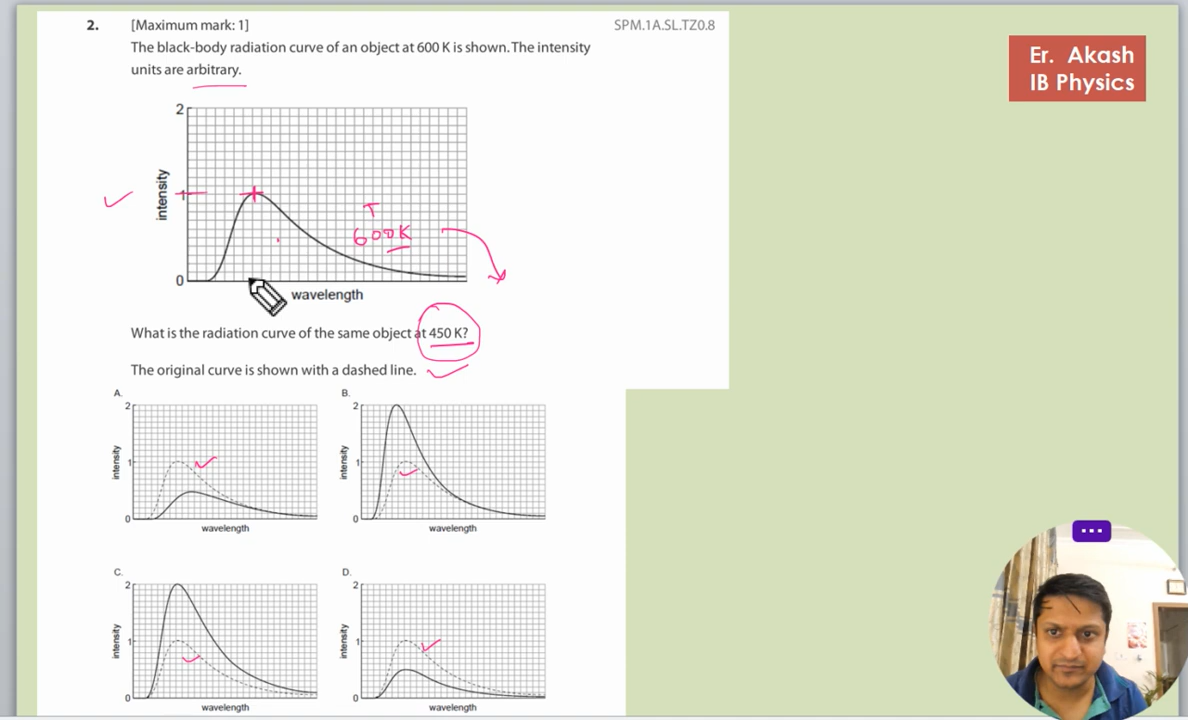 2. [Maximum mark: 1] SPM.1A.SL.TZ0.8
The black-body radiation curve of an object at 600 K is shown. The intensity
units are arbitrary.
Er. Akash
IB Physics
2
intensity
1
600K
T
0
wavelength
What is the radiation curve of the same object at 450 K?
The original curve is shown with a dashed line.
A.
2
intensity
1
0
wavelength
B.
2
intensity
1
0
wavelength
C.
2
intensity
1
0
wavelength
D.
2
intensity
1
0
wavelength